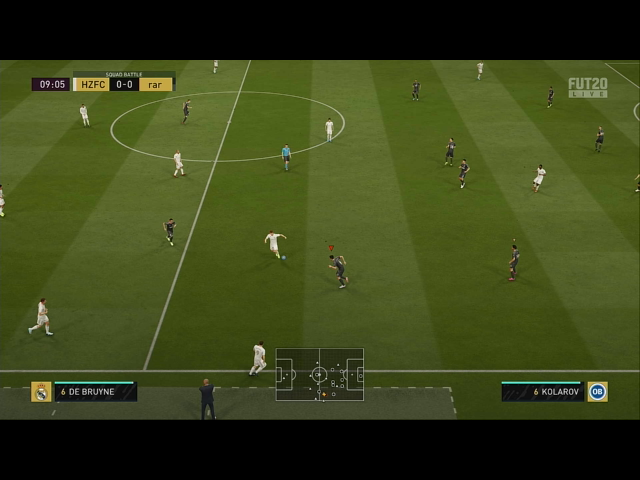 SQUAD BATTLE
09:05 HZFC 0-0 rar
FUT20
LIVE
6 DE BRUYNE
6 KOLAROV OB